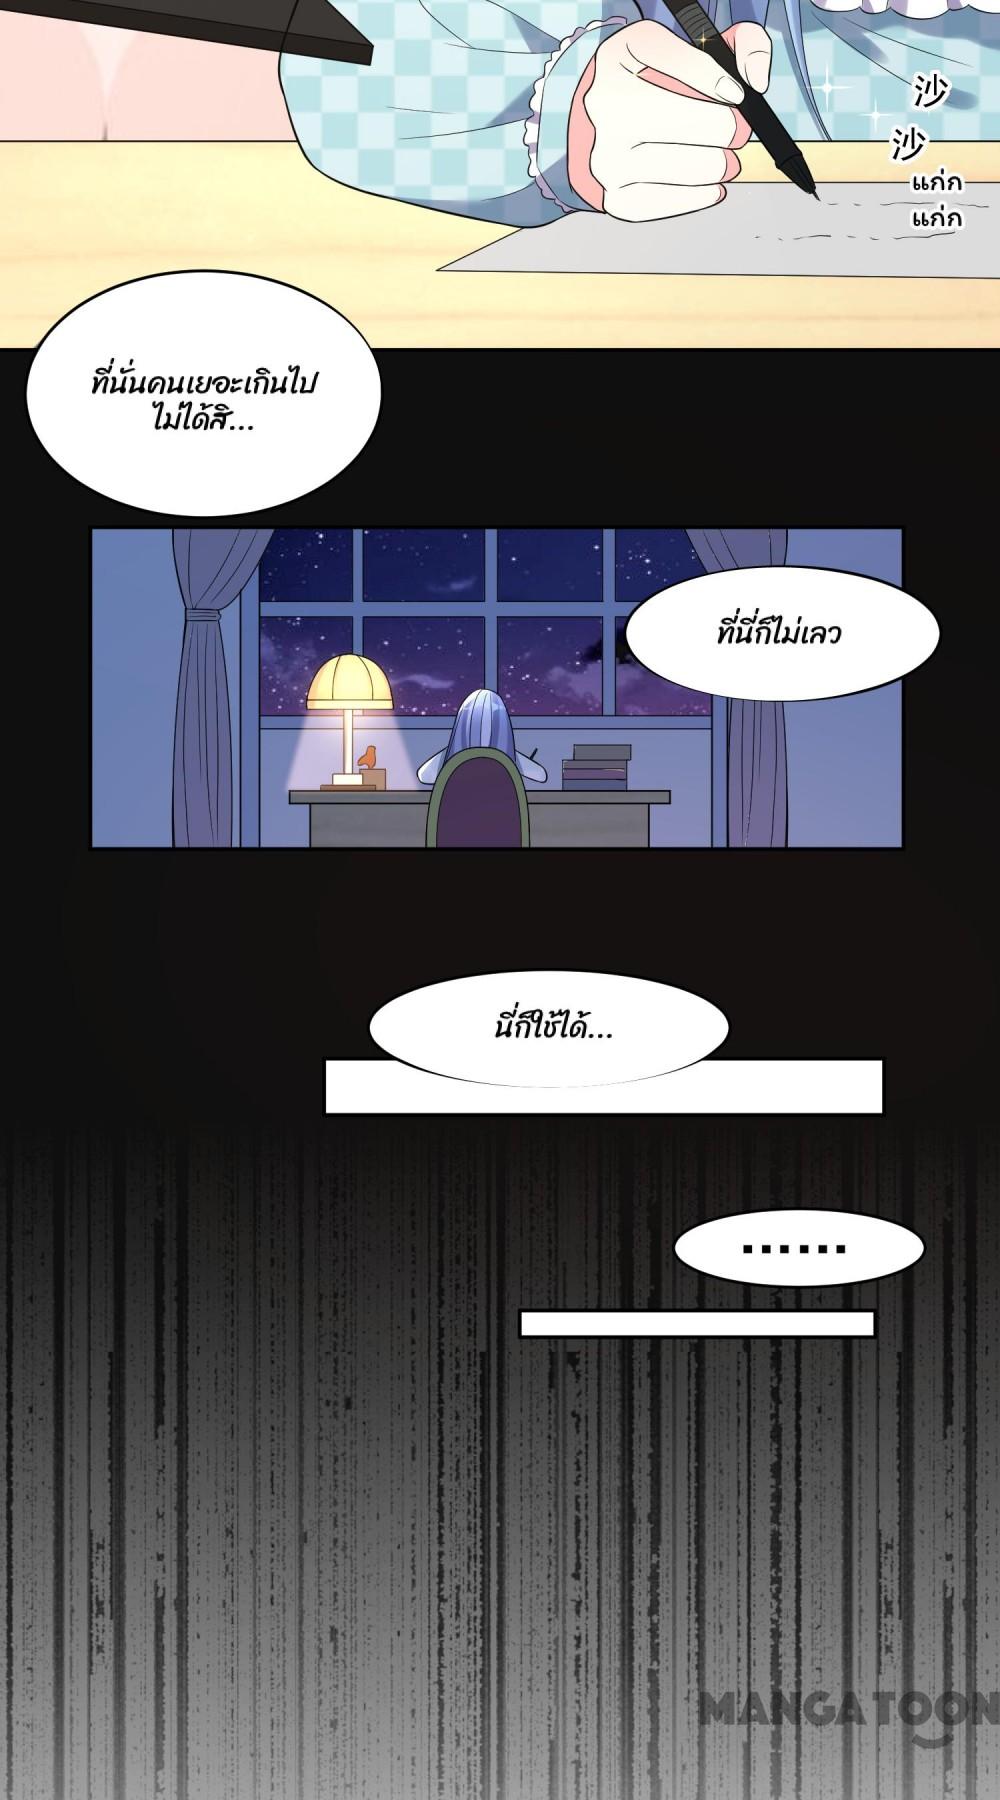 沙
沙
แก่ก
แก่ก
ที่นั่นคนเยอะเกินไป
ไม่ได้สิ...
ที่นี่ก็ไม่เลว
นี่ก็ใช้ได้...
......
MANGATOON